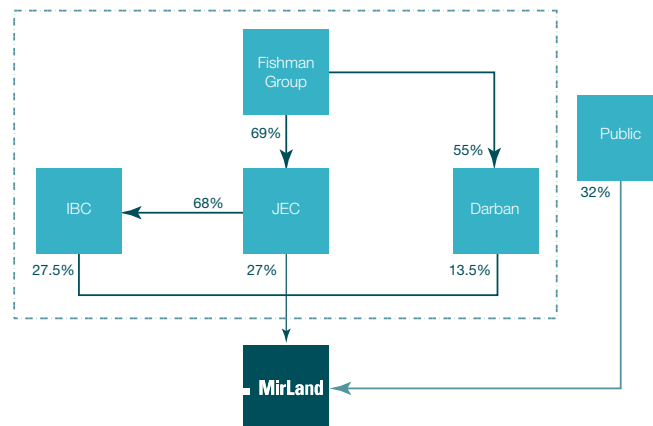 Fishman
Group
69%
55%
Public
32%
IBC
68%
JEC
Darban
27.5%
27%
13.5%
MirLand